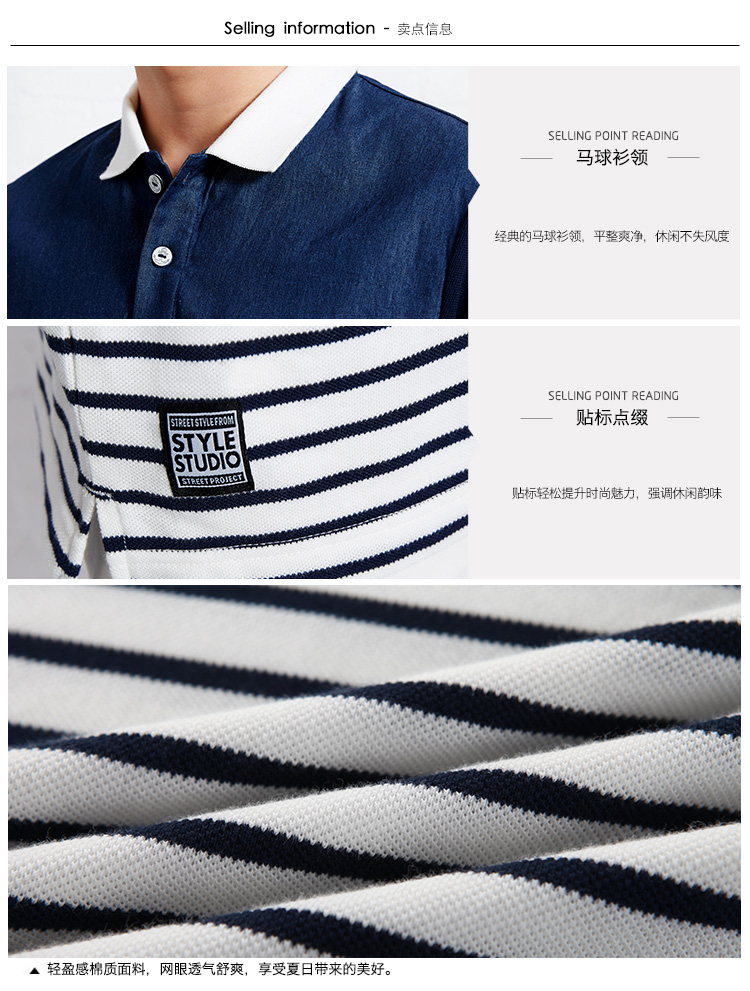 Selling information - 卖点信息
SELLING POINT READING
马球衫领
经典的马球衫领，平整爽净，休闲不失风度
STREET STYLE FROM
STYLE
STUDIO
STREET PROJECT
SELLING POINT READING
贴标点缀
贴标轻松提升时尚魅力，强调休闲韵味
▲ 轻盈感棉质面料，网眼透气舒爽，享受夏日带来的美好。